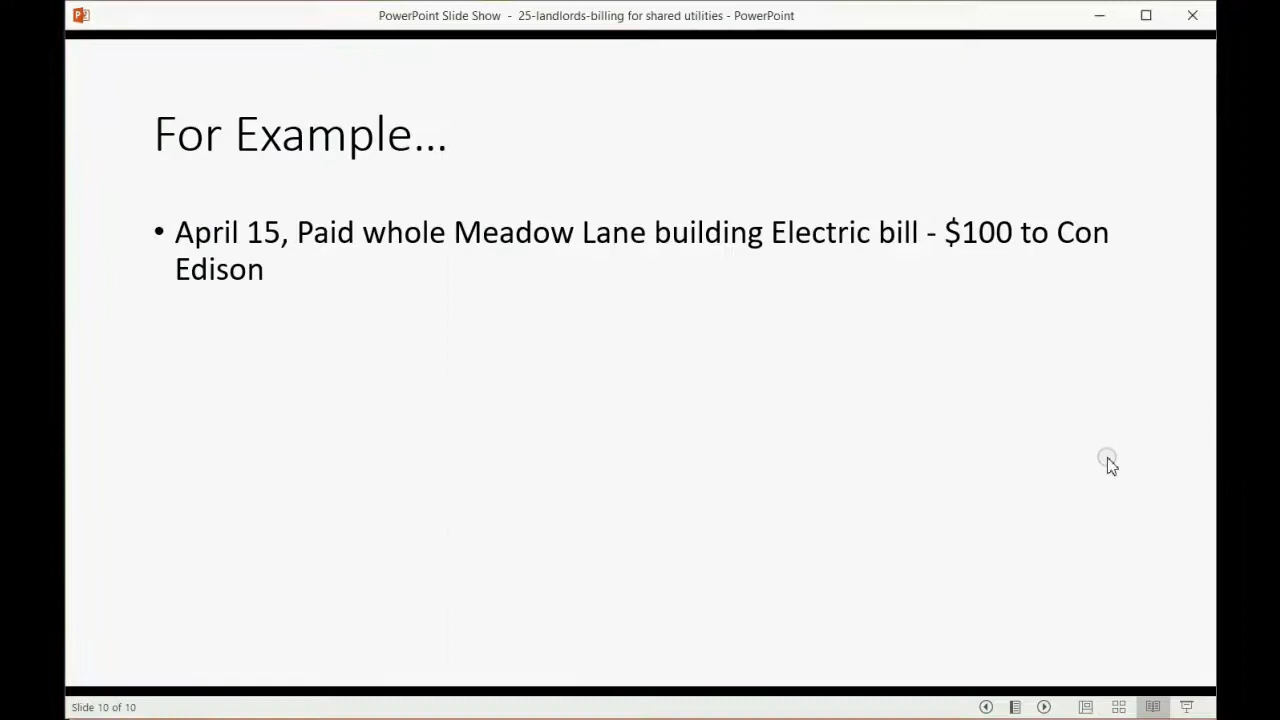 PowerPoint Slide Show - 25-landlords-billing for shared utilities - PowerPoint
For Example...
• April 15, Paid whole Meadow Lane building Electric bill - $100 to Con
Edison
Slide 10 of 10